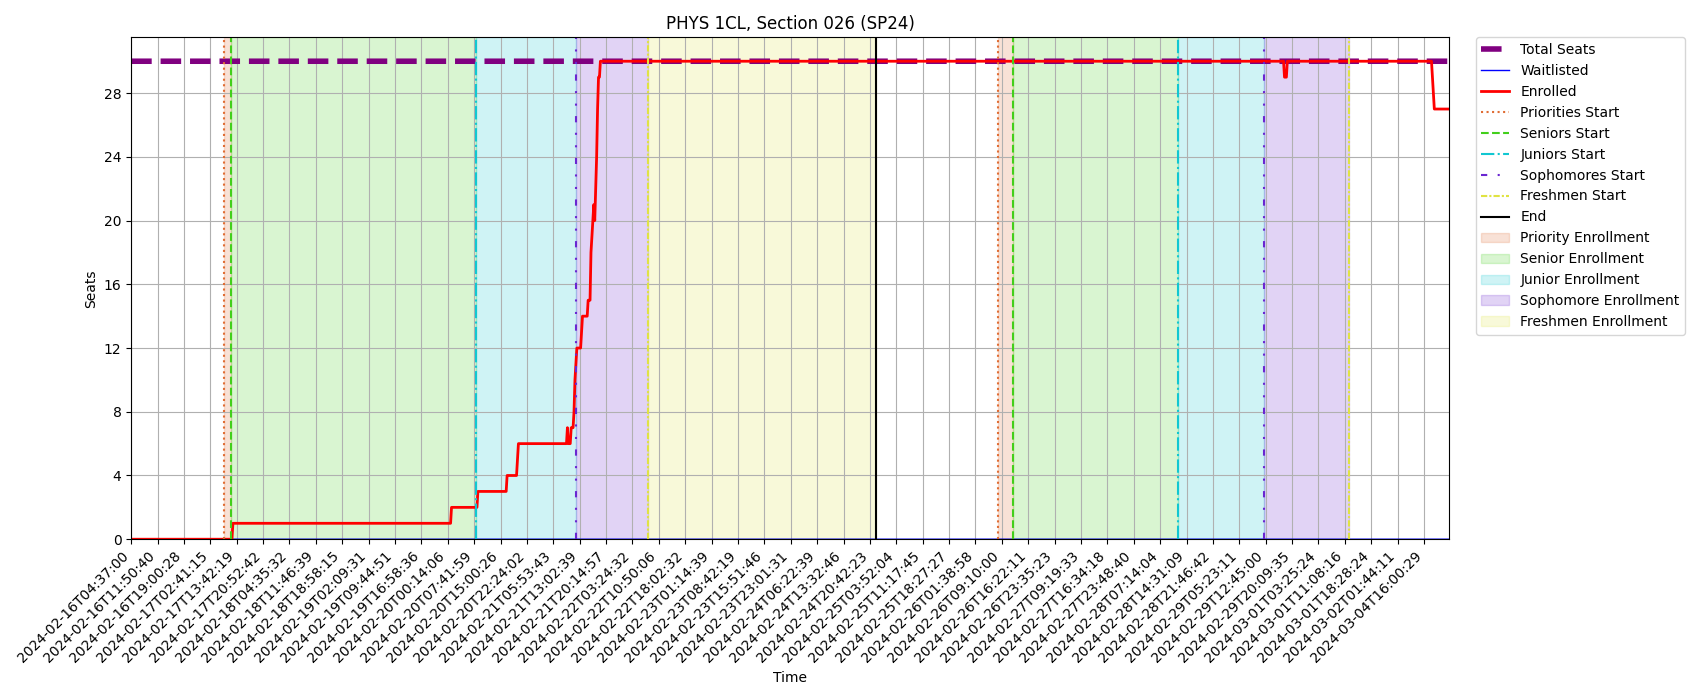 PHYS 1CL, Section 026 (SP24)
Seats
28
24
20
16
12
8
4
0
2024-02-16T04:37:00
2024-02-16T11:50:40
2024-02-16T19:00:28
2024-02-17T02:41:15
2024-02-17T13:42:19
2024-02-17T20:52:42
2024-02-18T04:35:32
2024-02-18T11:46:39
2024-02-18T18:58:15
2024-02-19T02:09:31
2024-02-19T09:44:51
2024-02-19T16:58:36
2024-02-20T00:14:06
2024-02-20T07:41:59
2024-02-20T15:00:26
2024-02-20T22:24:02
2024-02-21T05:53:43
2024-02-21T13:02:39
2024-02-21T20:14:57
2024-02-22T03:24:32
2024-02-22T10:50:06
2024-02-22T18:02:32
2024-02-23T01:14:39
2024-02-23T08:42:19
2024-02-23T15:51:46
2024-02-23T23:01:31
2024-02-24T06:22:39
2024-02-24T13:32:46
2024-02-24T20:42:23
2024-02-25T03:52:04
2024-02-25T11:17:45
2024-02-25T18:27:27
2024-02-26T01:38:58
2024-02-26T09:10:00
2024-02-26T16:22:11
2024-02-26T23:35:23
2024-02-27T09:19:33
2024-02-27T16:34:18
2024-02-27T23:48:40
2024-02-28T07:14:04
2024-02-28T14:31:09
2024-02-28T21:46:42
2024-02-29T05:23:11
2024-02-29T12:45:00
2024-02-29T20:09:35
2024-03-01T03:25:24
2024-03-01T11:08:16
2024-03-01T18:28:24
2024-03-02T01:44:11
2024-03-04T16:00:29
Time
Total Seats
Waitlisted
Enrolled
Priorities Start
Seniors Start
Juniors Start
Sophomores Start
Freshmen Start
End
Priority Enrollment
Senior Enrollment
Junior Enrollment
Sophomore Enrollment
Freshmen Enrollment